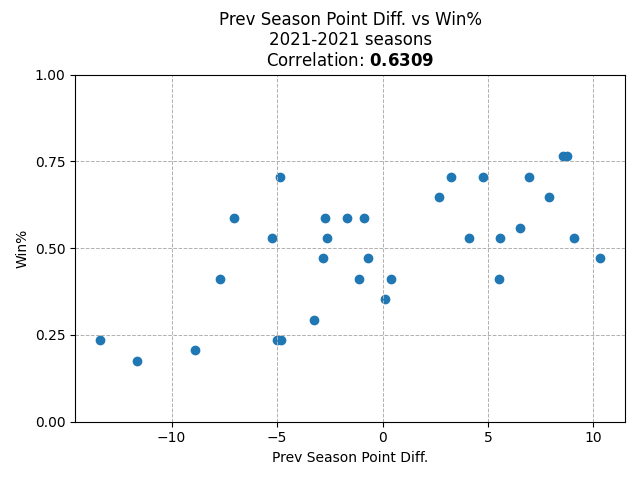 Prev Season Point Diff. vs Win%
2021-2021 seasons
Correlation: 0.6309
1.00
0.75
0.50
0.25
0.00
Win%
−10
−5
0
5
10
Prev Season Point Diff.